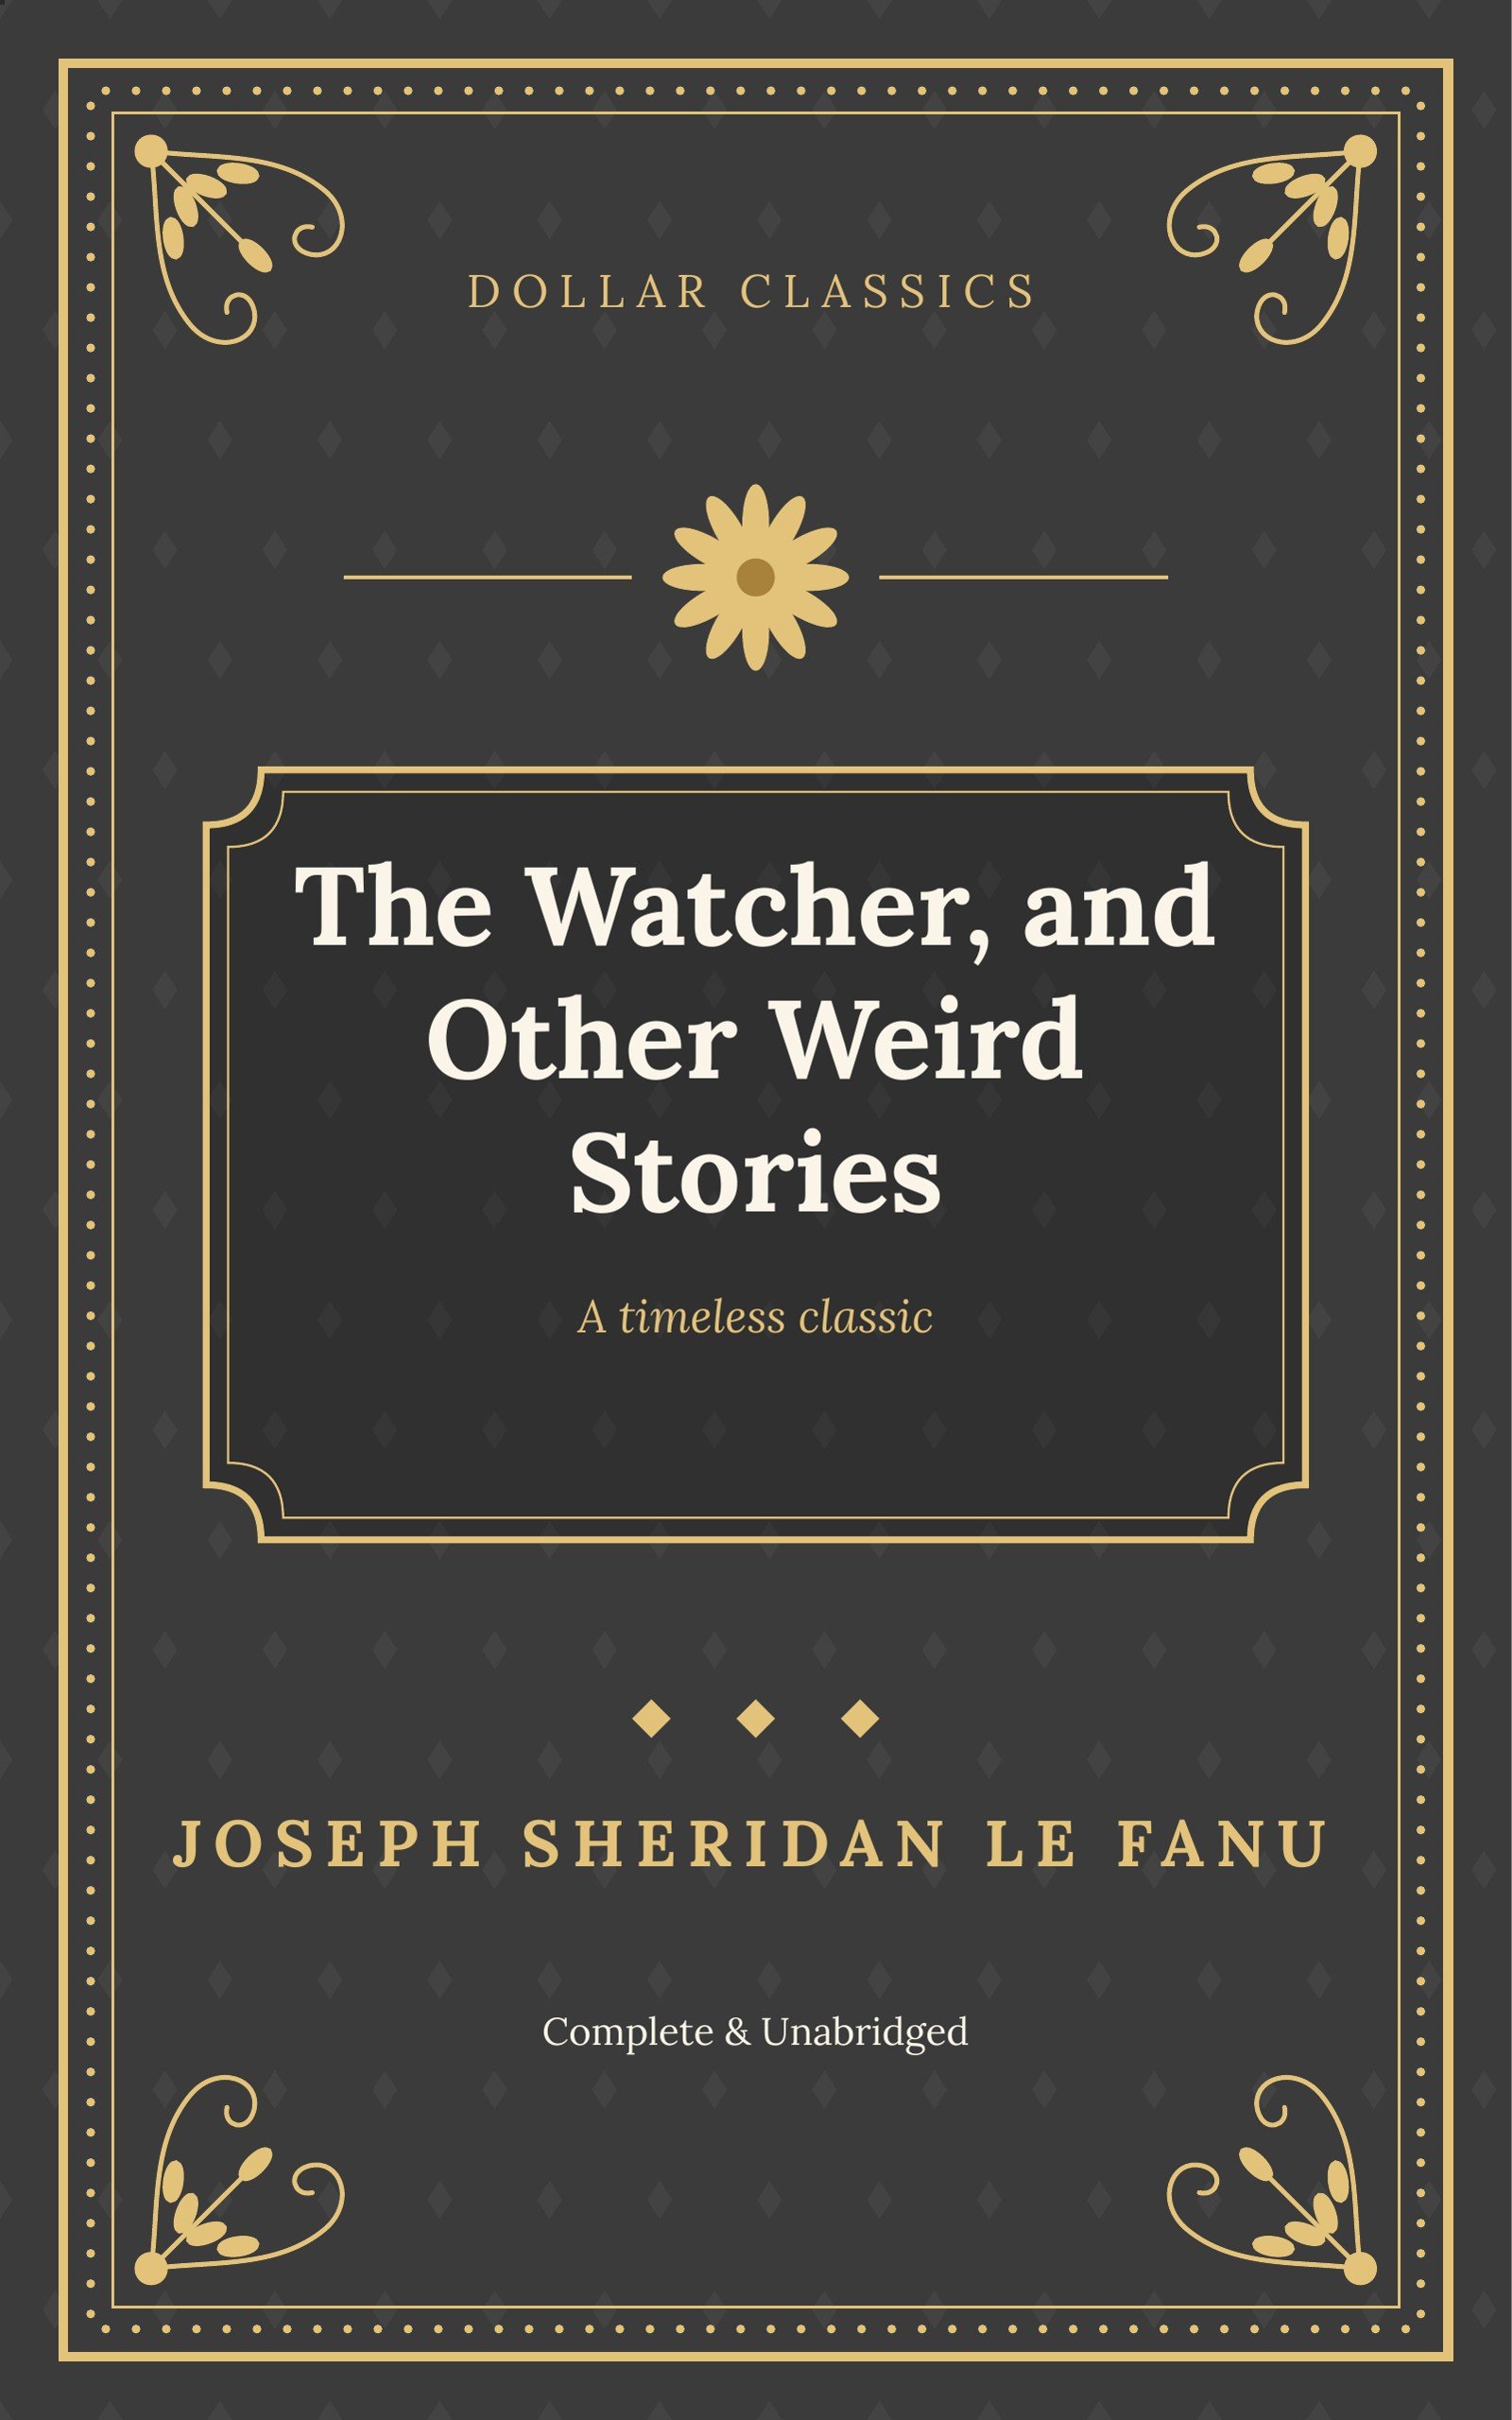 DOLLAR CLASSICS
The Watcher, and
Other Weird
Stories
A timeless classic
JOSEPH SHERIDAN LE FANU
Complete & Unabridged